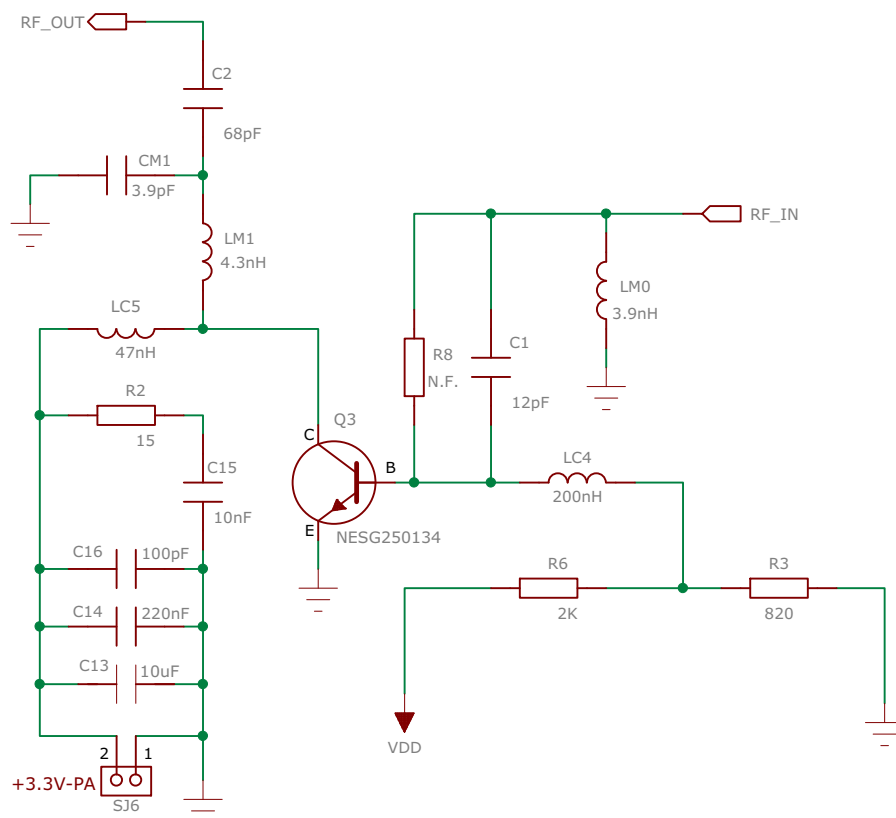 RF_OUT
C2
68pF
CM1
3.9pF
RF_IN
LM1
4.3nH
LM0
3.9nH
LC5
47nH
R8
N.F.
C1
12pF
R2
15
Q3
C
B
E
NESG250134
LC4
200nH
C15
10nF
C16
100pF
R6
2K
R3
820
C14
220nF
C13
10uF
VDD
2
1
+3.3V-PA
SJ6